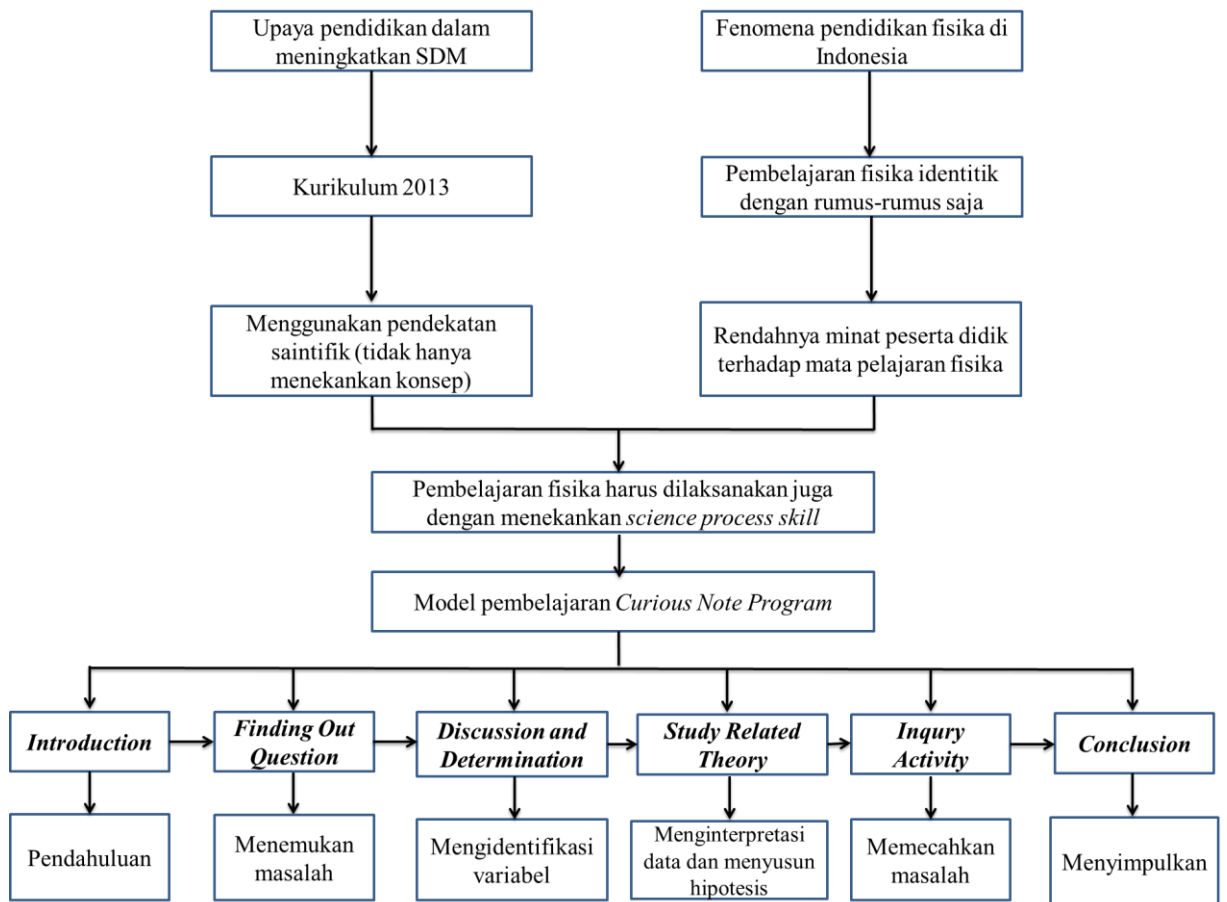 Upaya pendidikan dalam
meningkatkan SDM
Fenomena pendidikan fisika di
Indonesia
Kurikulum 2013
Pembelajaran fisika identitik
dengan rumus-rumus saja
Menggunakan pendekatan
saintifik (tidak hanya
menekankan konsep)
Rendahnya minat peserta didik
terhadap mata pelajaran fisika
Pembelajaran fisika harus dilaksanakan juga
dengan menekankan science process skill
Model pembelajaran Curious Note Program
Introduction
Finding Out
Question
Discussion and
Determination
Study Related
Theory
Inqury
Activity
Conclusion
Pendahuluan
Menemukan
masalah
Mengidentifikasi
variabel
Menginterpretasi
data dan menyusun
hipotesis
Memecahkan
masalah
Menyimpulkan